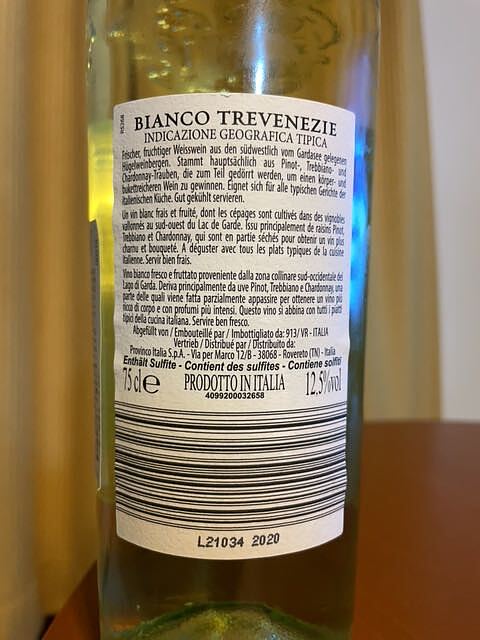 BIANCO TREVENEZIE
INDICAZIONE GEOGRAFICA TIPICA
Frischer, fruchtiger Weisswein aus den südwestlich vom Gardasee gelegenen
Hügelweinbergen. Stammt hauptsächlich aus Pinot-, Trebbiano- und
Chardonnay-Trauben, die zum Teil gedörrt werden, um einen körper- und
bukettreicheren Wein zu gewinnen. Eignet sich für alle typischen Gerichte der
italienischen Küche. Gut gekühlt servieren.
Un vin blanc frais et fruité, dont les cépages sont cultivés dans des vignobles
vallonnés au sud-ouest du Lac de Garde. Issu principalement de raisins Pinot,
Trebbiano et Chardonnay, qui sont en partie séchés pour obtenir un vin plus
charnu et bouqueté. A déguster avec tous les plats typiques de la cuisine
italienne. Servir bien frais.
Vino bianco fresco e fruttato proveniente dalla zona collinare sud-occidentale del
Lago di Garda. Deriva principalmente da uve Pinot, Trebbiano e Chardonnay, una
parte delle quali viene fatta parzialmente appassire per ottenere un vino più
ricco di corpo e con profumi più intensi. Questo vino si abbina con tutti i piatti
tipici della cucina italiana. Servire ben fresco.
Abgefüllt von / Embouteillé par / Imbottigliato da: 913/ VR - ITALIA
Vertrieb / Distribué par / Distribuito da:
Provinco Italia S.p.A. - Via per Marco 12/B - 38068 - Rovereto (TN) - Italia
Enthält Sulfite - Contient des sulfites - Contiene solfiti
75 cl e PRODOTTO IN ITALIA 12,5%vol
4099200032658
L21034 2020